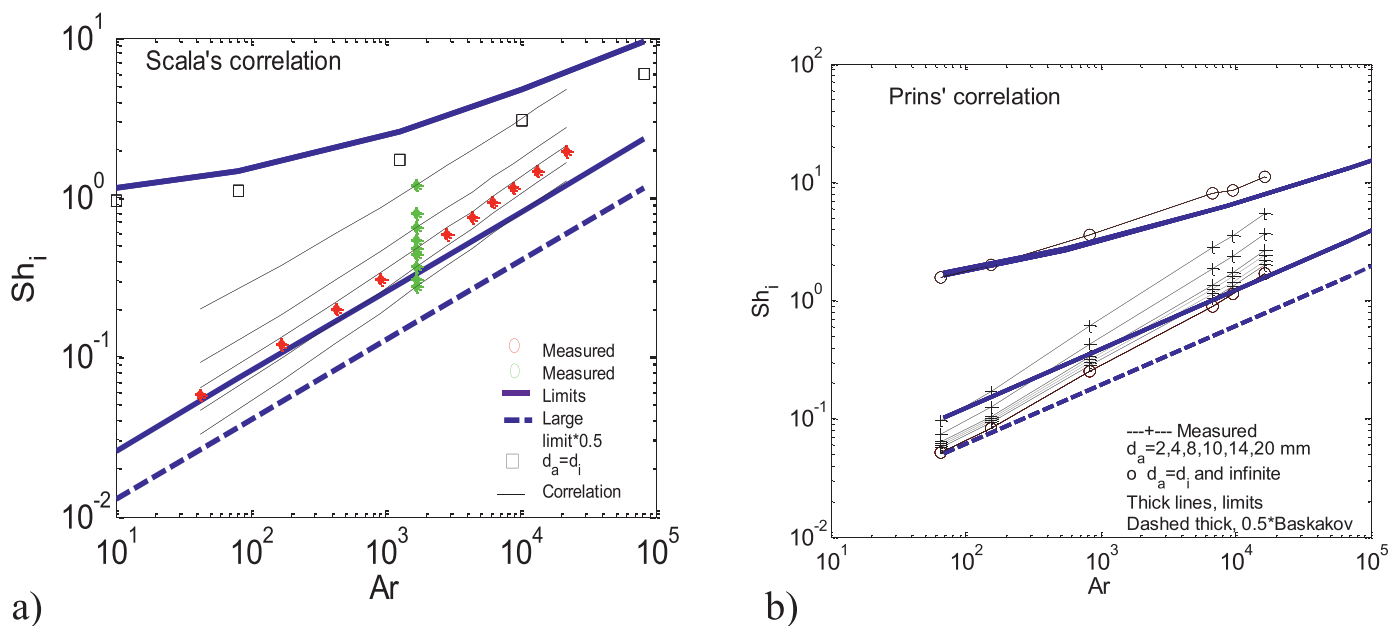 Scala's correlation
10^1
10^0
10^-1
10^-2
Sh_i
10^1
10^2
10^3
10^4
10^5
Ar
Measured
Measured
Limits
Large
limit*0.5
d_a=d_i
Correlation
a)
Prins' correlation
10^2
10^1
10^0
10^-1
10^-2
Sh_i
10^1
10^2
10^3
10^4
10^5
Ar
---+--- Measured
d_a=2,4,8,10,14,20 mm
o d_a=d_i and infinite
Thick lines, limits
Dashed thick, 0.5*Baskakov
b)